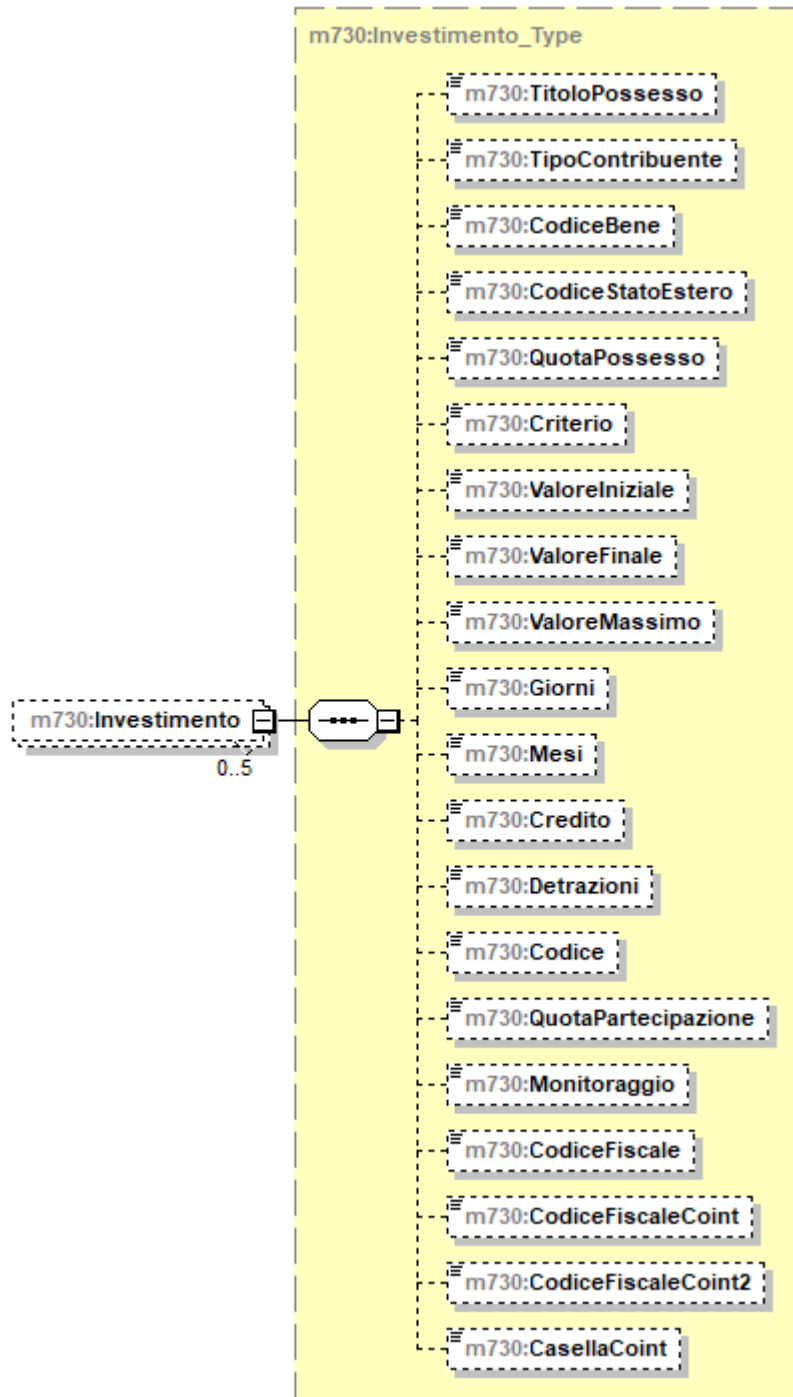 m730:Investimento_Type
m730:TitoloPossesso
m730:TipoContribuente
m730:CodiceBene
m730:CodiceStatoEstero
m730:QuotaPossesso
m730:Criterio
m730:ValoreIniziale
m730:ValoreFinale
m730:ValoreMassimo
m730:Giorni
m730:Investimento
0..5
m730:Mesi
m730:Credito
m730:Detrazioni
m730:Codice
m730:QuotaPartecipazione
m730:Monitoraggio
m730:CodiceFiscale
m730:CodiceFiscaleCoint
m730:CodiceFiscaleCoint2
m730:CasellaCoint